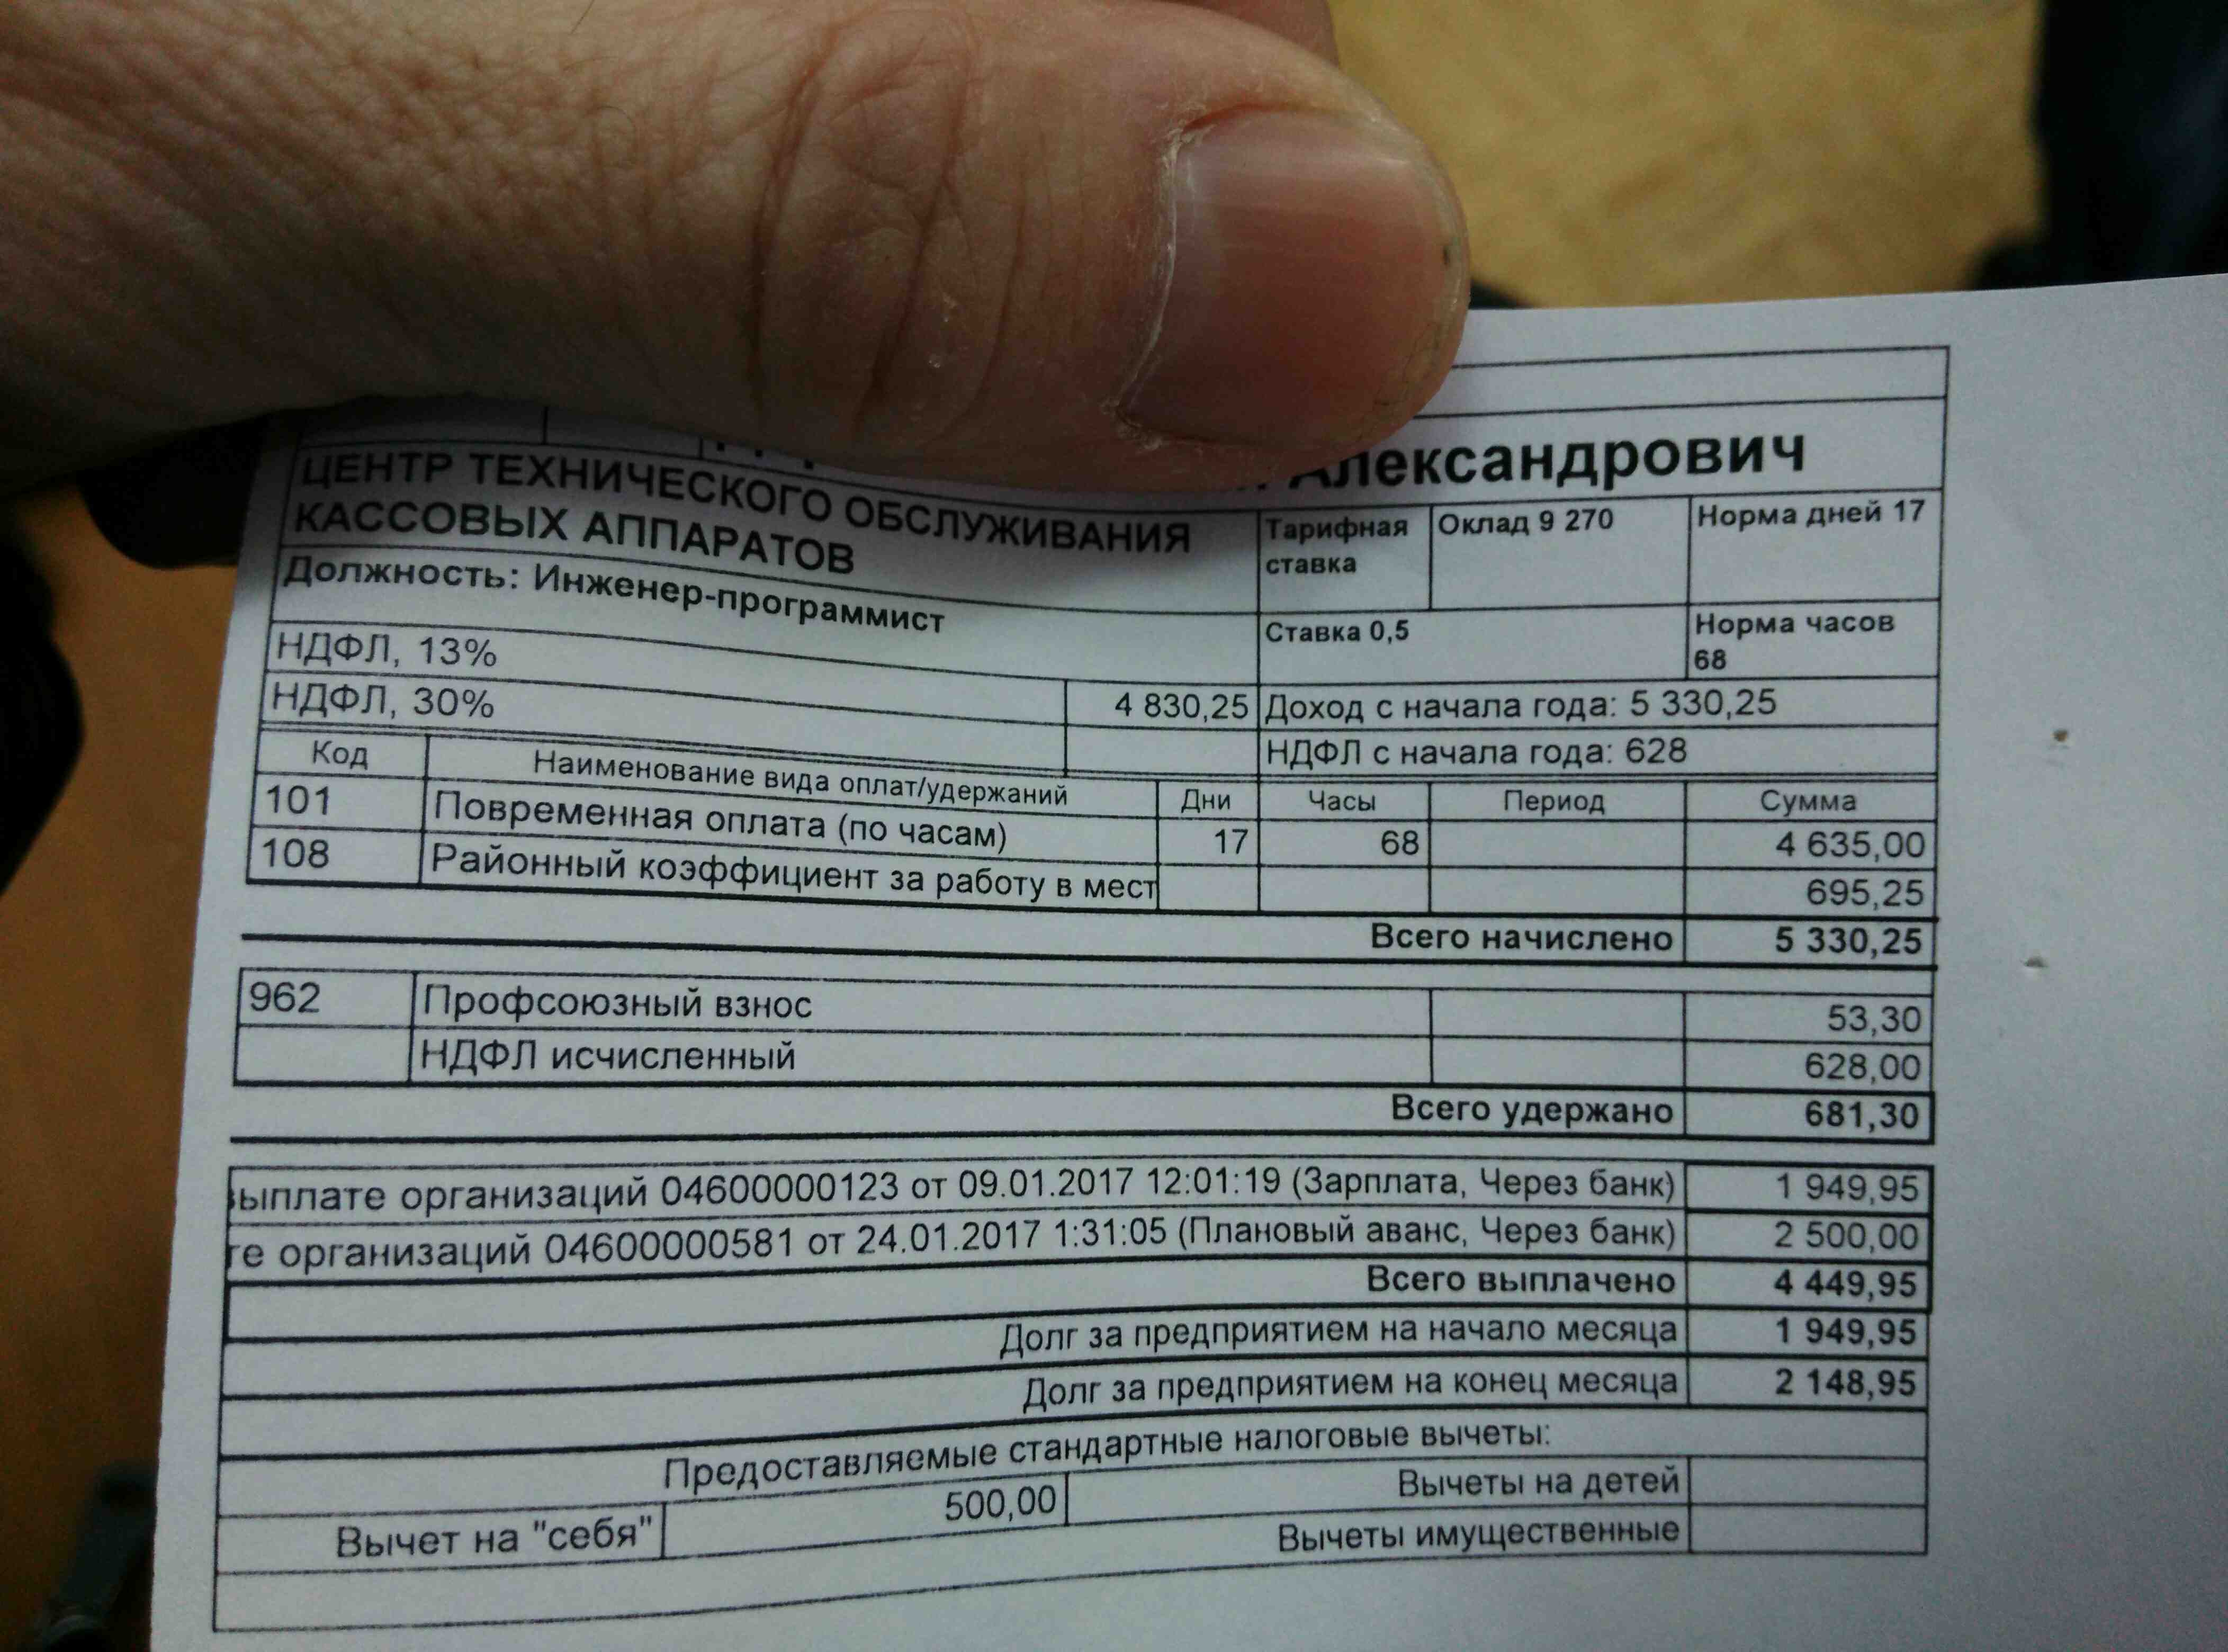 Александрович
ЦЕНТР ТЕХНИЧЕСКОГО ОБСЛУЖИВАНИЯ
КАССОВЫХ АППАРАТОВ
Тарифная ставка
Оклад 9 270
Норма дней 17
Должность: Инженер-программист
Ставка 0,5
Норма часов 68
НДФЛ, 13%
4 830,25
Доход с начала года: 5 330,25
НДФЛ, 30%
НДФЛ с начала года: 628
Код Наименование вида оплат/удержаний Дни Часы Период Сумма
101 Повременная оплата (по часам) 17 68 4 635,00
108 Районный коэффициент за работу в мест 695,25
Всего начислено 5 330,25
962 Профсоюзный взнос 53,30
НДФЛ исчисленный 628,00
Всего удержано 681,30
выплате организаций 04600000123 от 09.01.2017 12:01:19 (Зарплата, Через банк) 1 949,95
те организаций 04600000581 от 24.01.2017 1:31:05 (Плановый аванс, Через банк) 2 500,00
Всего выплачено 4 449,95
Долг за предприятием на начало месяца 1 949,95
Долг за предприятием на конец месяца 2 148,95
Предоставляемые стандартные налоговые вычеты:
Вычет на "себя" 500,00 Вычеты на детей
Вычеты имущественные